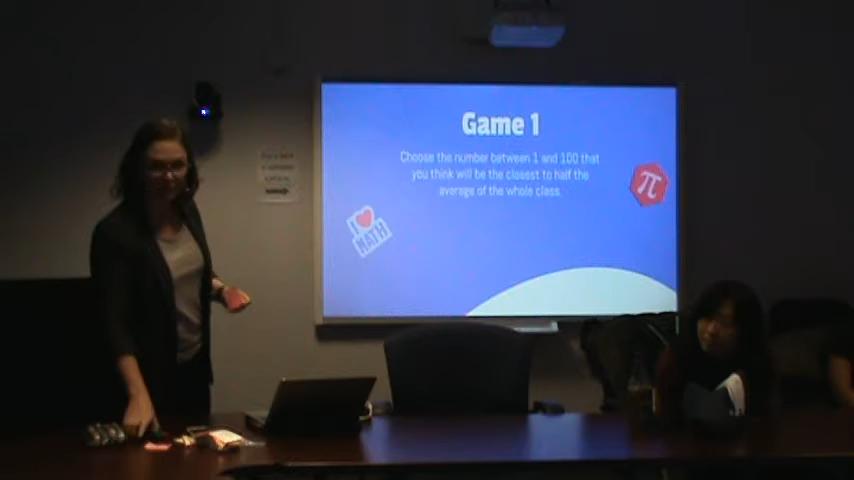 Game 1
Choose the number between 1 and 100 that
you think will be the closest to half the
average of the whole class.
I
MATH
π